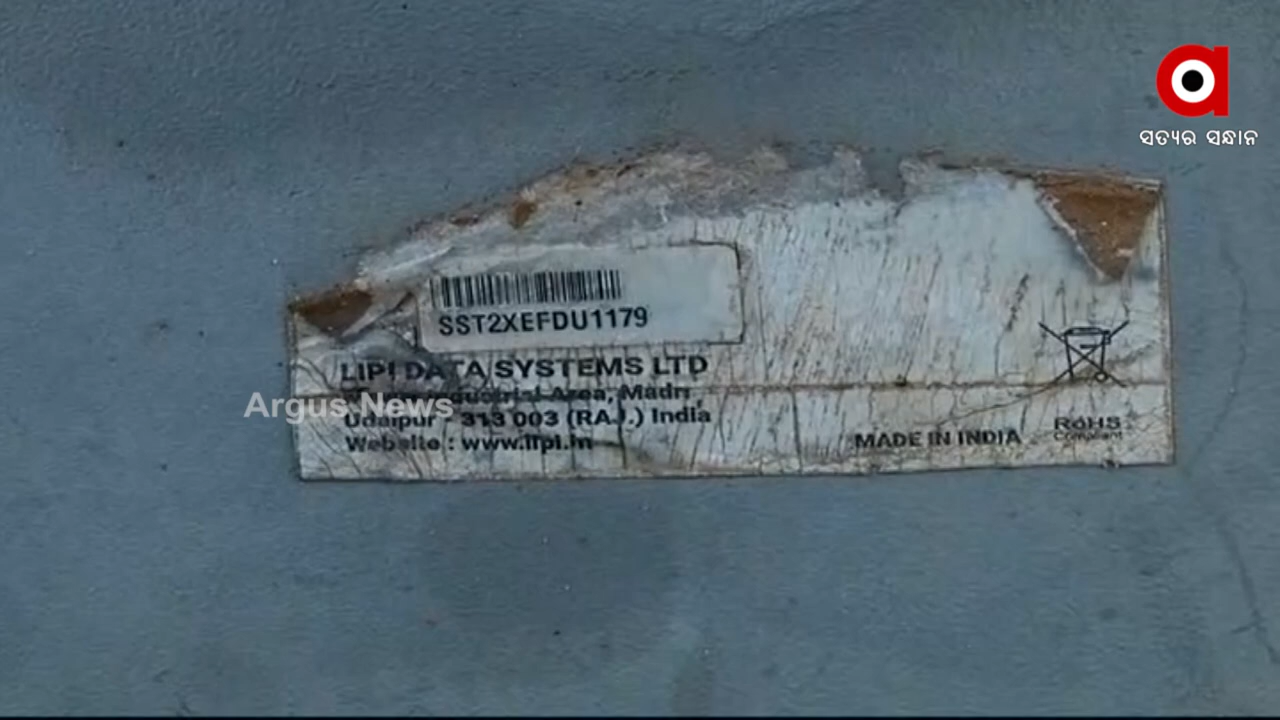 ସତ୍ୟର ସନ୍ଧାନ
SST2XEFDU1179
LIPI DATA SYSTEMS LTD
Industrial Area, Madri,
Udaipur - 313 003 (RAJ.) India
Website : www.lipi.in
Argus News
MADE IN INDIA
RoHS
Compliant